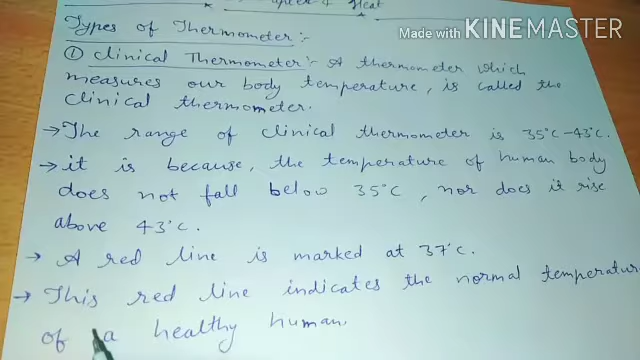 & Heat
Made with KINEMASTER
Types of Thermometer:-
① Clinical Thermometer:- A thermometer which
measures our body temperature, is called the
clinical thermometer.
→ The range of clinical thermometer is 35°C-43°C.
→ it is because, the temperature of human body
does not fall below 35°C, nor does it rise
above 43°C.
→ A red line is marked at 37°C.
→ This red line indicates the normal temperatur
of a healthy human.